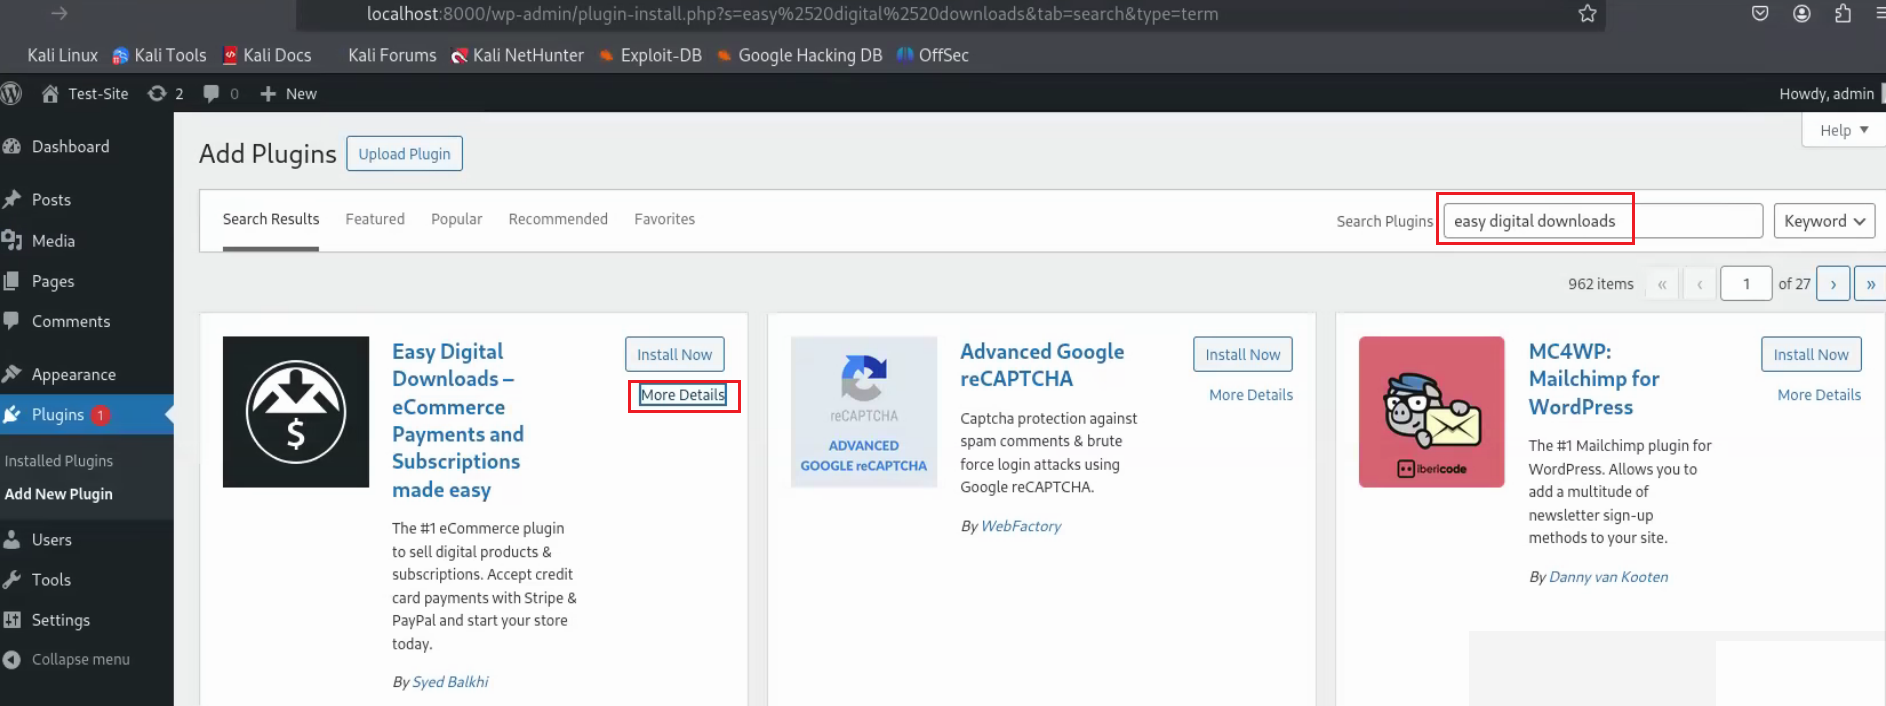 localhost:8000/wp-admin/plugin-install.php?s=easy%2520digital%2520downloads&tab=search&type=term
Kali Linux Kali Tools Kali Docs Kali Forums Kali NetHunter Exploit-DB Google Hacking DB OffSec
Test-Site 2 0 New Howdy, admin
Help
Dashboard
Posts
Media
Pages
Comments
Appearance
Plugins 1
Installed Plugins
Add New Plugin
Users
Tools
Settings
Collapse menu
Add Plugins Upload Plugin
Search Results Featured Popular Recommended Favorites Search Plugins easy digital downloads Keyword
962 items « ‹ 1 of 27 › »
$
Easy Digital
Downloads –
eCommerce
Payments and
Subscriptions
made easy
Install Now
More Details
The #1 eCommerce plugin
to sell digital products &
subscriptions. Accept credit
card payments with Stripe &
PayPal and start your store
today.
By Syed Balkhi
reCAPTCHA
ADVANCED
GOOGLE reCAPTCHA
Advanced Google
reCAPTCHA
Install Now
More Details
Captcha protection against
spam comments & brute
force login attacks using
Google reCAPTCHA.
By WebFactory
ibericode
MC4WP:
Mailchimp for
WordPress
Install Now
More Details
The #1 Mailchimp plugin for
WordPress. Allows you to
add a multitude of
newsletter sign-up
methods to your site.
By Danny van Kooten